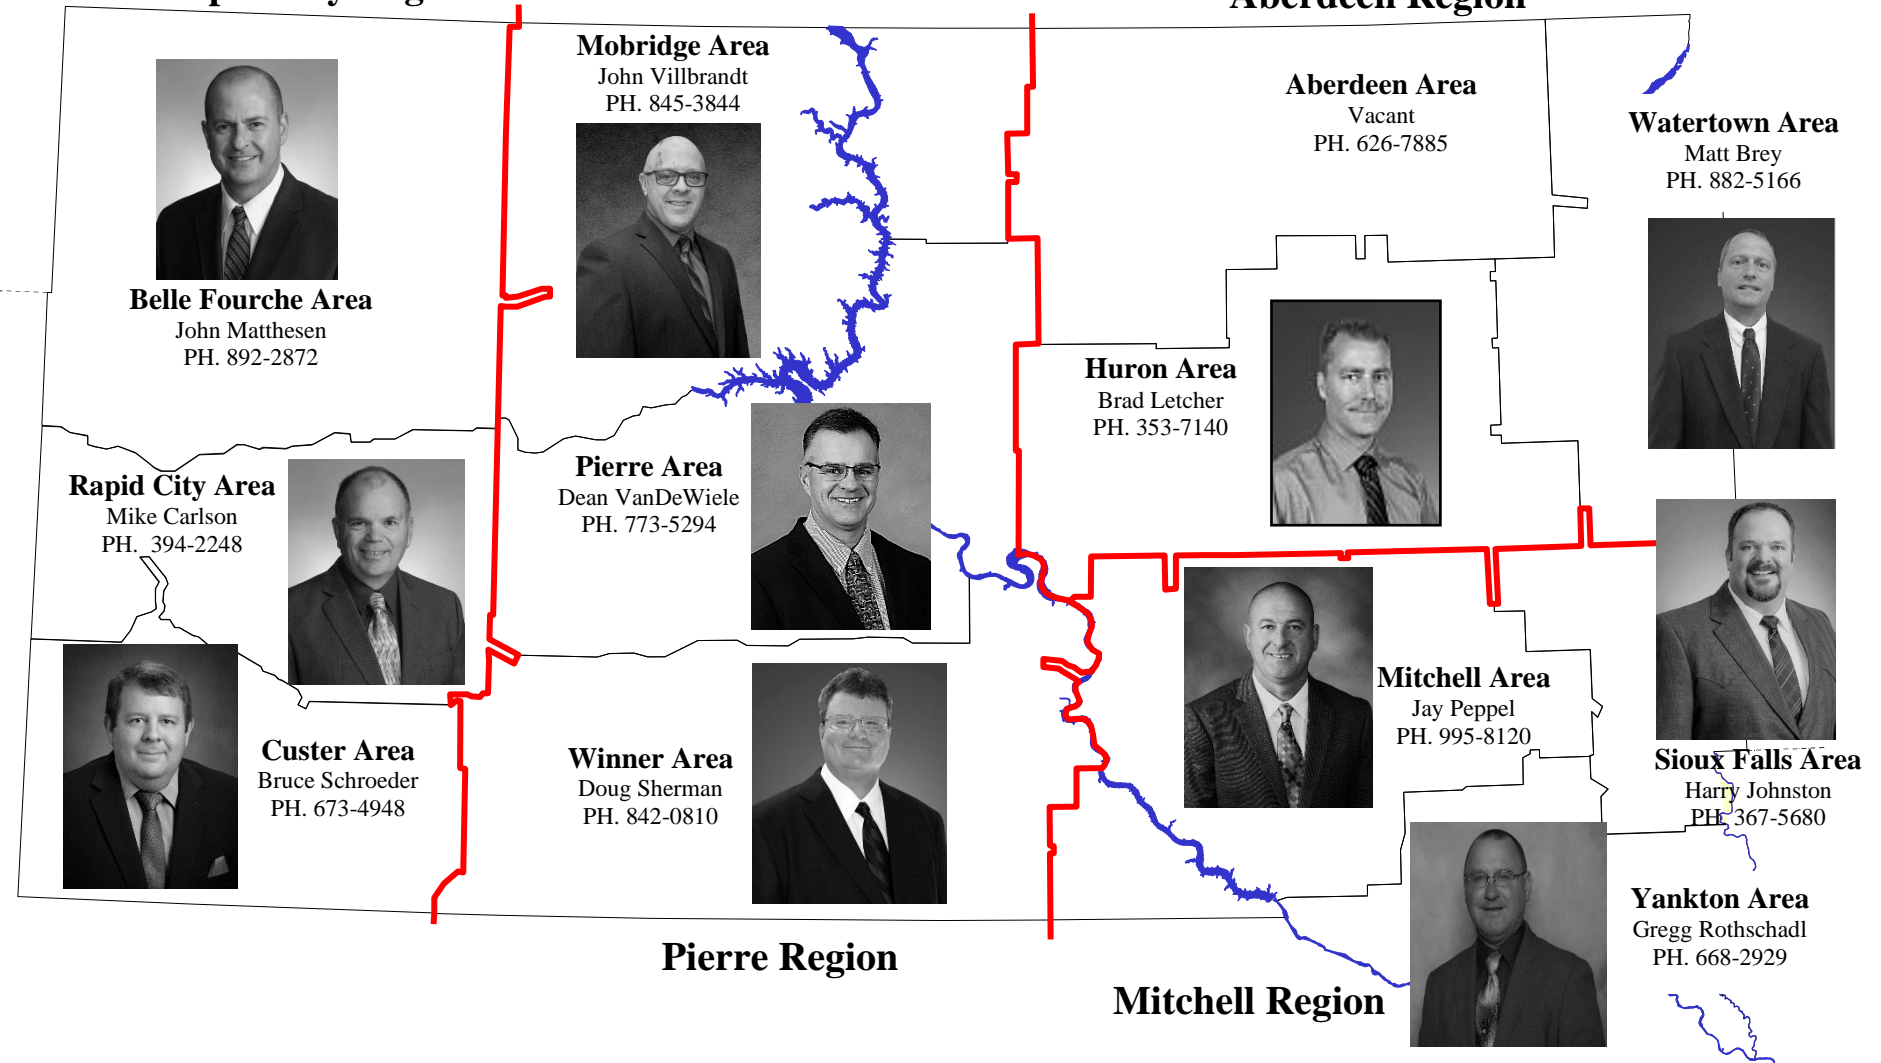 Aberdeen Region
Mobridge Area
John Villbrandt
PH. 845-3844
Aberdeen Area
Vacant
PH. 626-7885
Watertown Area
Matt Brey
PH. 882-5166
Belle Fourche Area
John Matthesen
PH. 892-2872
Huron Area
Brad Letcher
PH. 353-7140
Pierre Area
Dean VanDeWiele
PH. 773-5294
Rapid City Area
Mike Carlson
PH.  394-2248
Mitchell Area
Jay Peppel
PH. 995-8120
Custer Area
Bruce Schroeder
PH. 673-4948
Winner Area
Doug Sherman
PH. 842-0810
Sioux Falls Area
Harry Johnston
PH. 367-5680
Yankton Area
Gregg Rothschadl
PH. 668-2929
Pierre Region
Mitchell Region